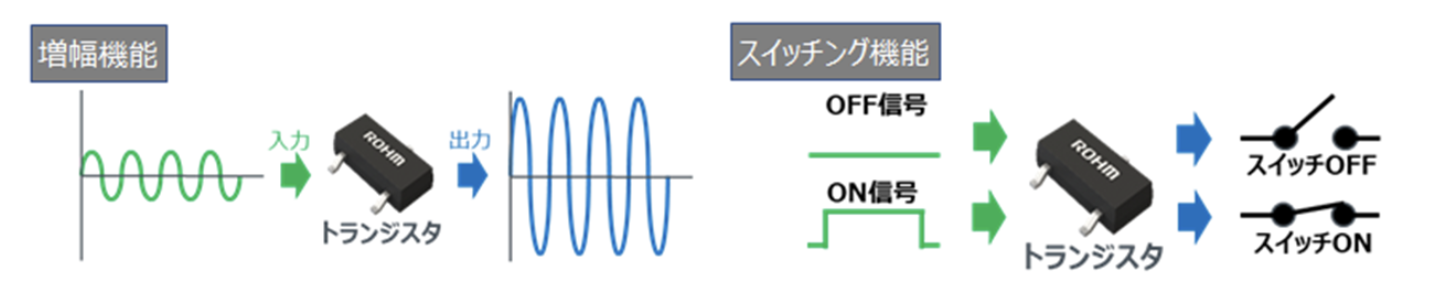 増幅機能
入力
ROHM
出力
トランジスタ
スイッチング機能
OFF信号
ON信号
ROHM
トランジスタ
スイッチOFF
スイッチON